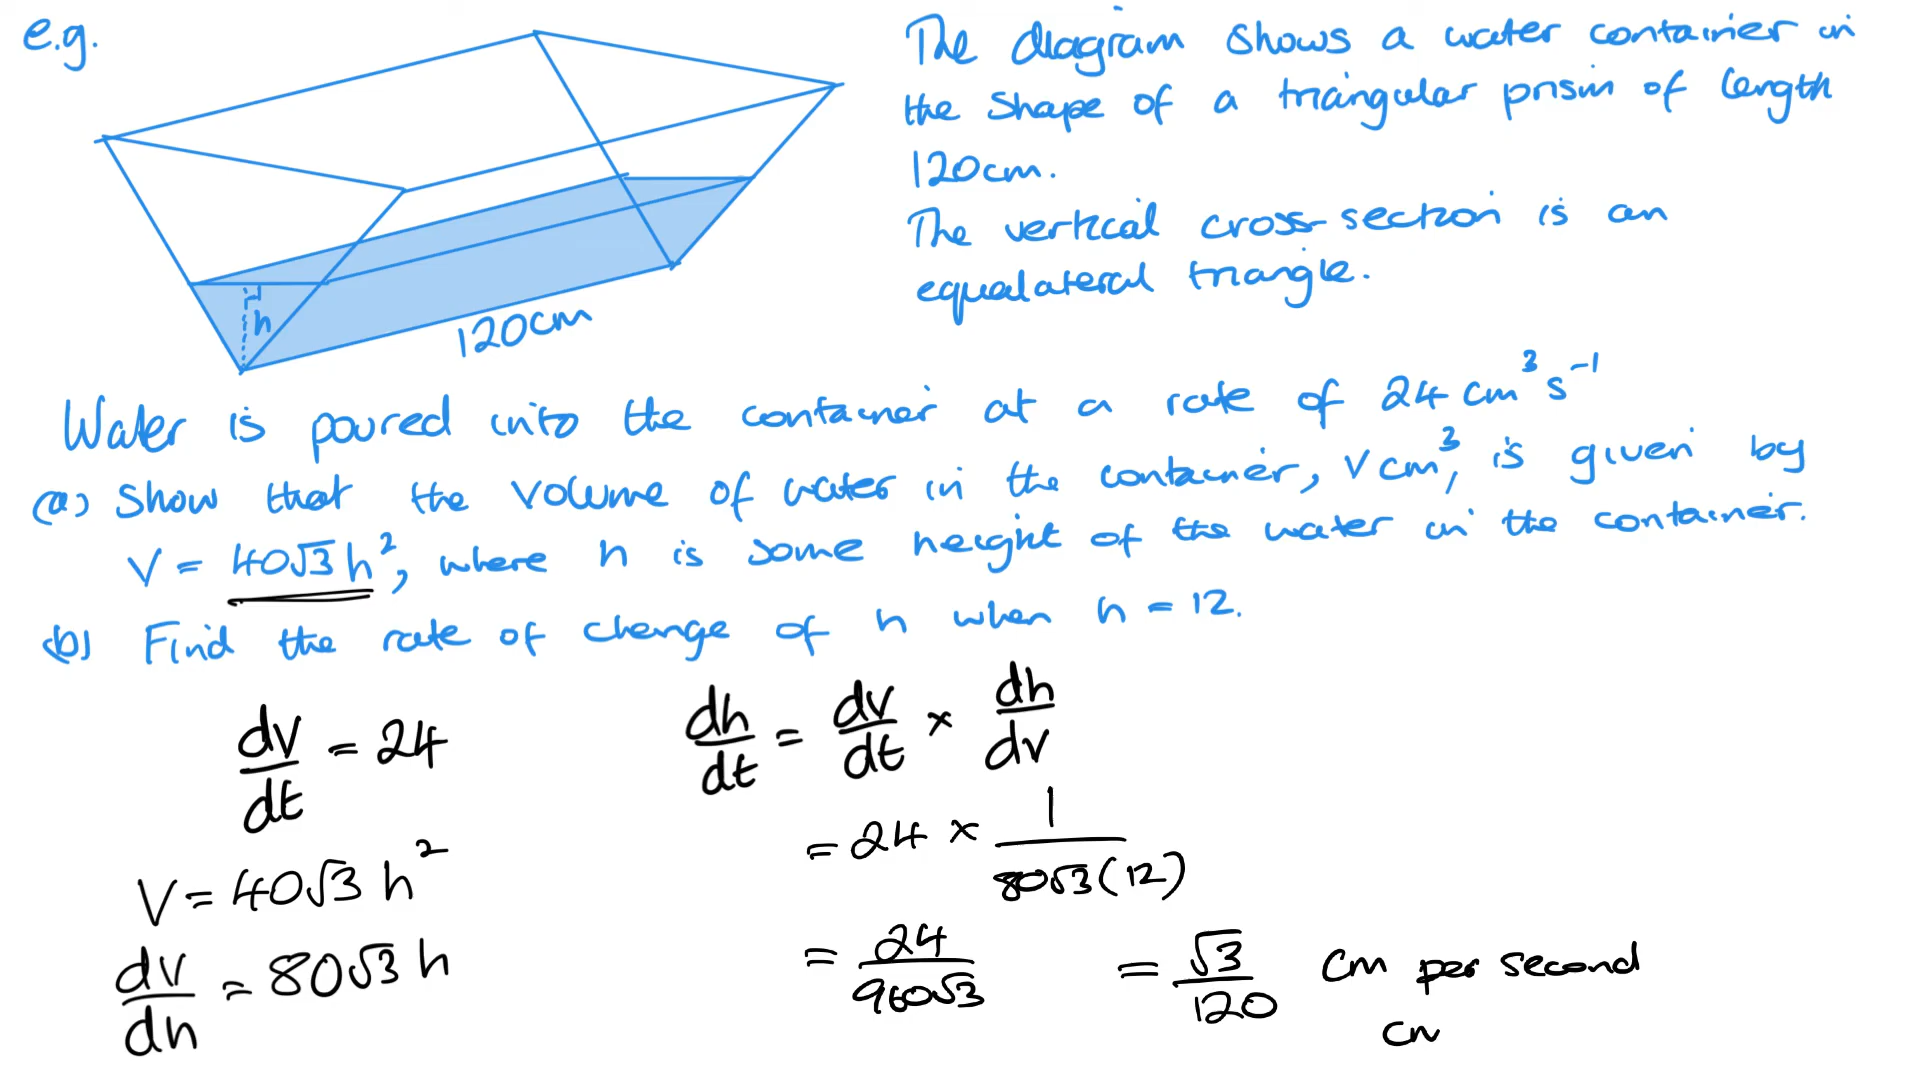 e.g.
The diagram shows a water container in
the shape of a triangular prism of length
120cm.
The vertical cross-section is an
equalateral triangle.
h
120cm
Water is poured into the container at a rate of 24 cm³ s⁻¹
(a) Show that the volume of water in the container, V cm³, is given by
V = 40√3 h², where h is some height of the water in the container.
(b) Find the rate of change of h when h = 12.
dV/dt = 24
V = 40√3 h²
dV/dh = 80√3 h
dh/dt = dV/dt × dh/dV
= 24 × 1/(80√3(12))
= 24/(960√3) = √3/120 cm per second
cm